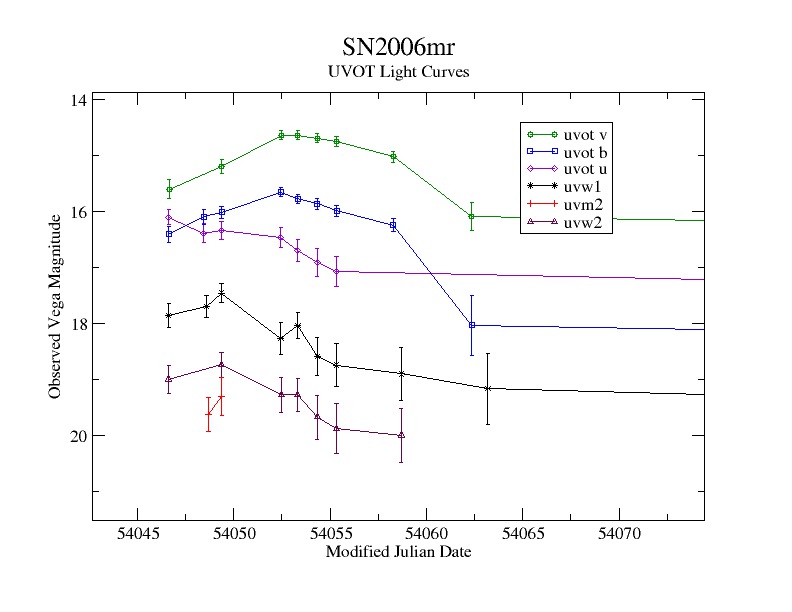 SN2006mr
UVOT Light Curves
14
16
18
20
Observed Vega Magnitude
uvot v
uvot b
uvot u
uvw1
uvm2
uvw2
54045 54050 54055 54060 54065 54070
Modified Julian Date